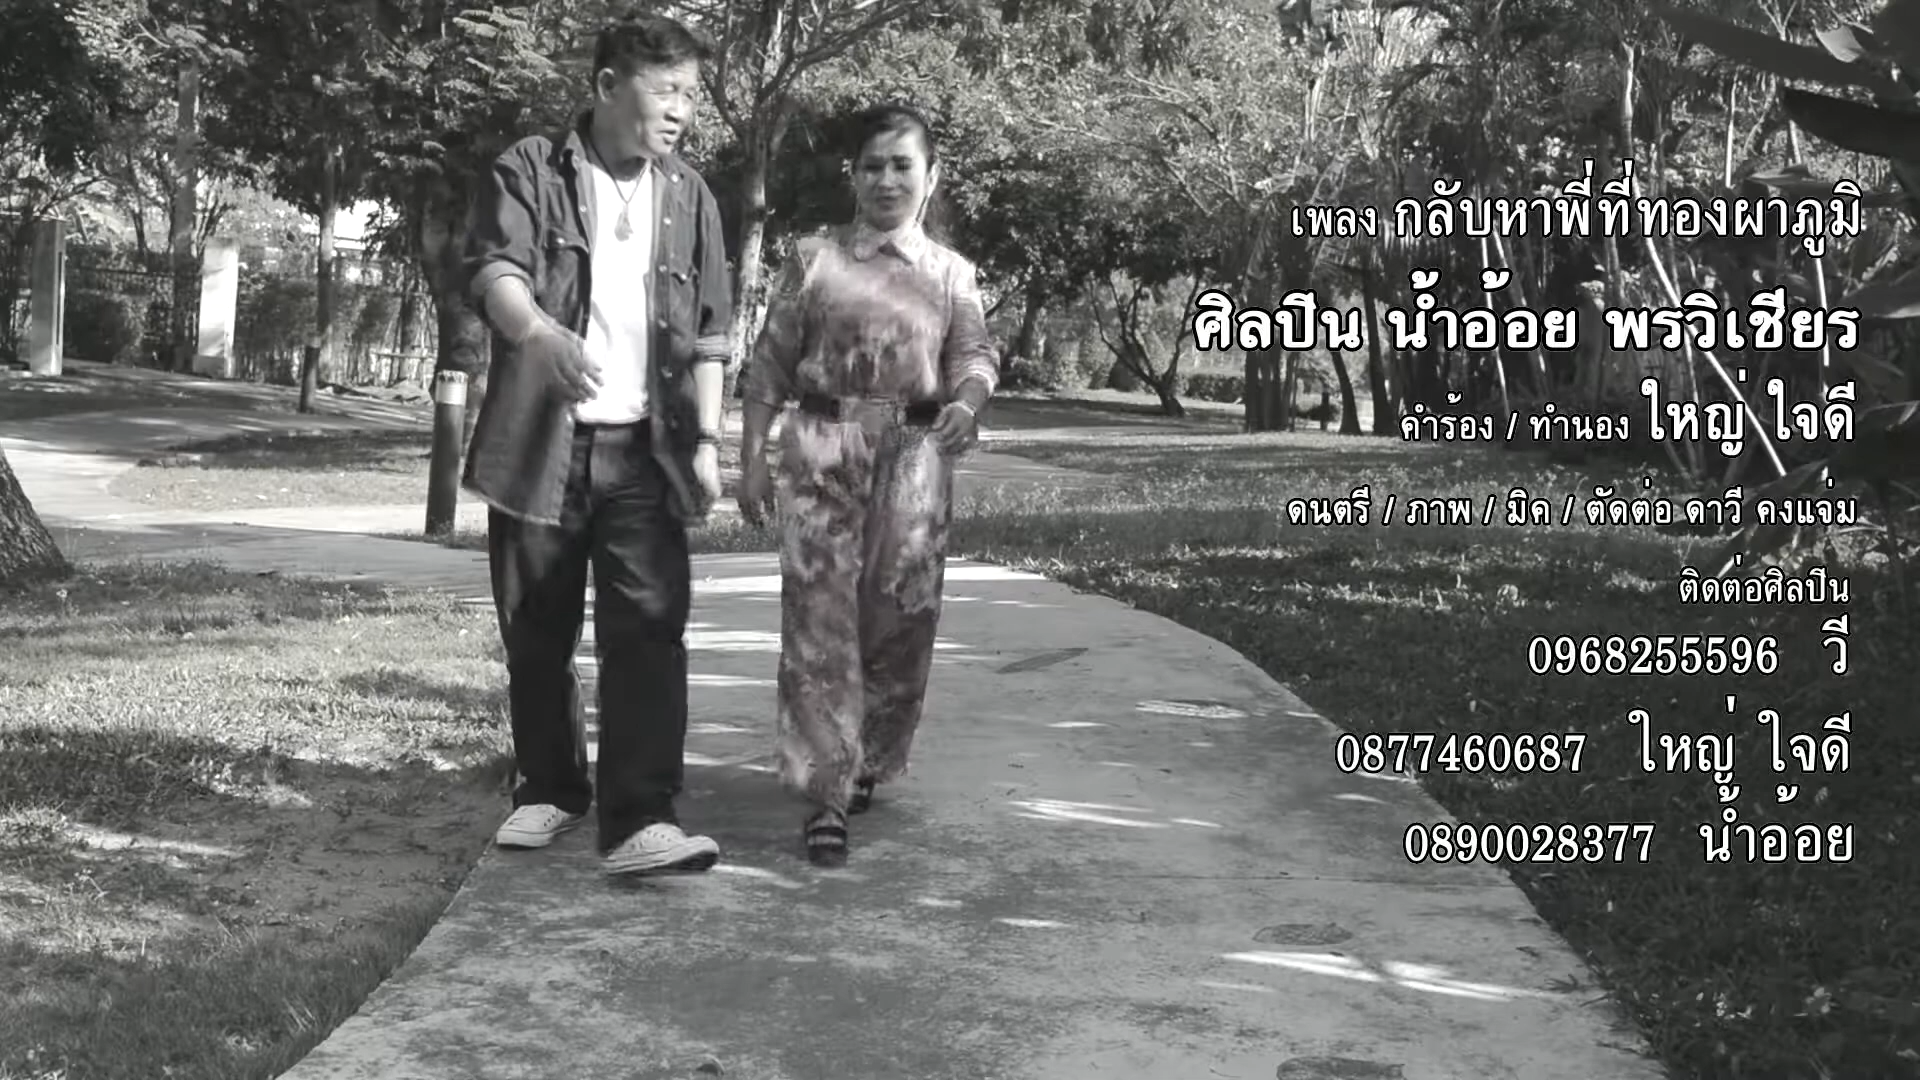 เพลง กลับหาพี่ที่ทองผาภูมิ
ศิลปิน น้ำอ้อย พรวิเชียร
คำร้อง / ทำนอง ใหญ่ ใจดี
ดนตรี / ภาพ / มิค / ตัดต่อ ดาวี คงแจ่ม
ติดต่อศิลปิน
0968255596 วี
0877460687 ใหญ่ ใจดี
0890028377 น้ำอ้อย